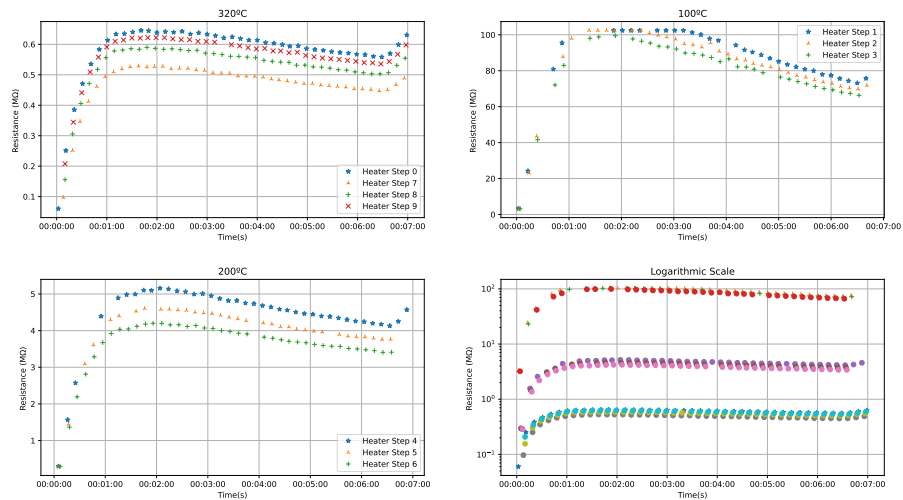 320ºC
Resistance (MΩ)
0.6
0.5
0.4
0.3
0.2
0.1
Heater Step 0
Heater Step 7
Heater Step 8
Heater Step 9
00:00:00 00:01:00 00:02:00 00:03:00 00:04:00 00:05:00 00:06:00 00:07:00
Time(s)
100ºC
Resistance (MΩ)
100
80
60
40
20
0
Heater Step 1
Heater Step 2
Heater Step 3
00:00:00 00:01:00 00:02:00 00:03:00 00:04:00 00:05:00 00:06:00 00:07:00
Time(s)
200ºC
Resistance (MΩ)
5
4
3
2
1
Heater Step 4
Heater Step 5
Heater Step 6
00:00:00 00:01:00 00:02:00 00:03:00 00:04:00 00:05:00 00:06:00 00:07:00
Time(s)
Logarithmic Scale
Resistance (MΩ)
10²
10¹
10⁰
10⁻¹
00:00:00 00:01:00 00:02:00 00:03:00 00:04:00 00:05:00 00:06:00 00:07:00
Time(s)